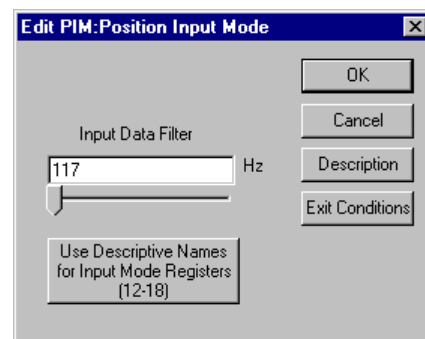 Edit PIM:Position Input Mode
OK
Cancel
Input Data Filter
117 Hz
Description
Exit Conditions
Use Descriptive Names
for Input Mode Registers
(12-18)